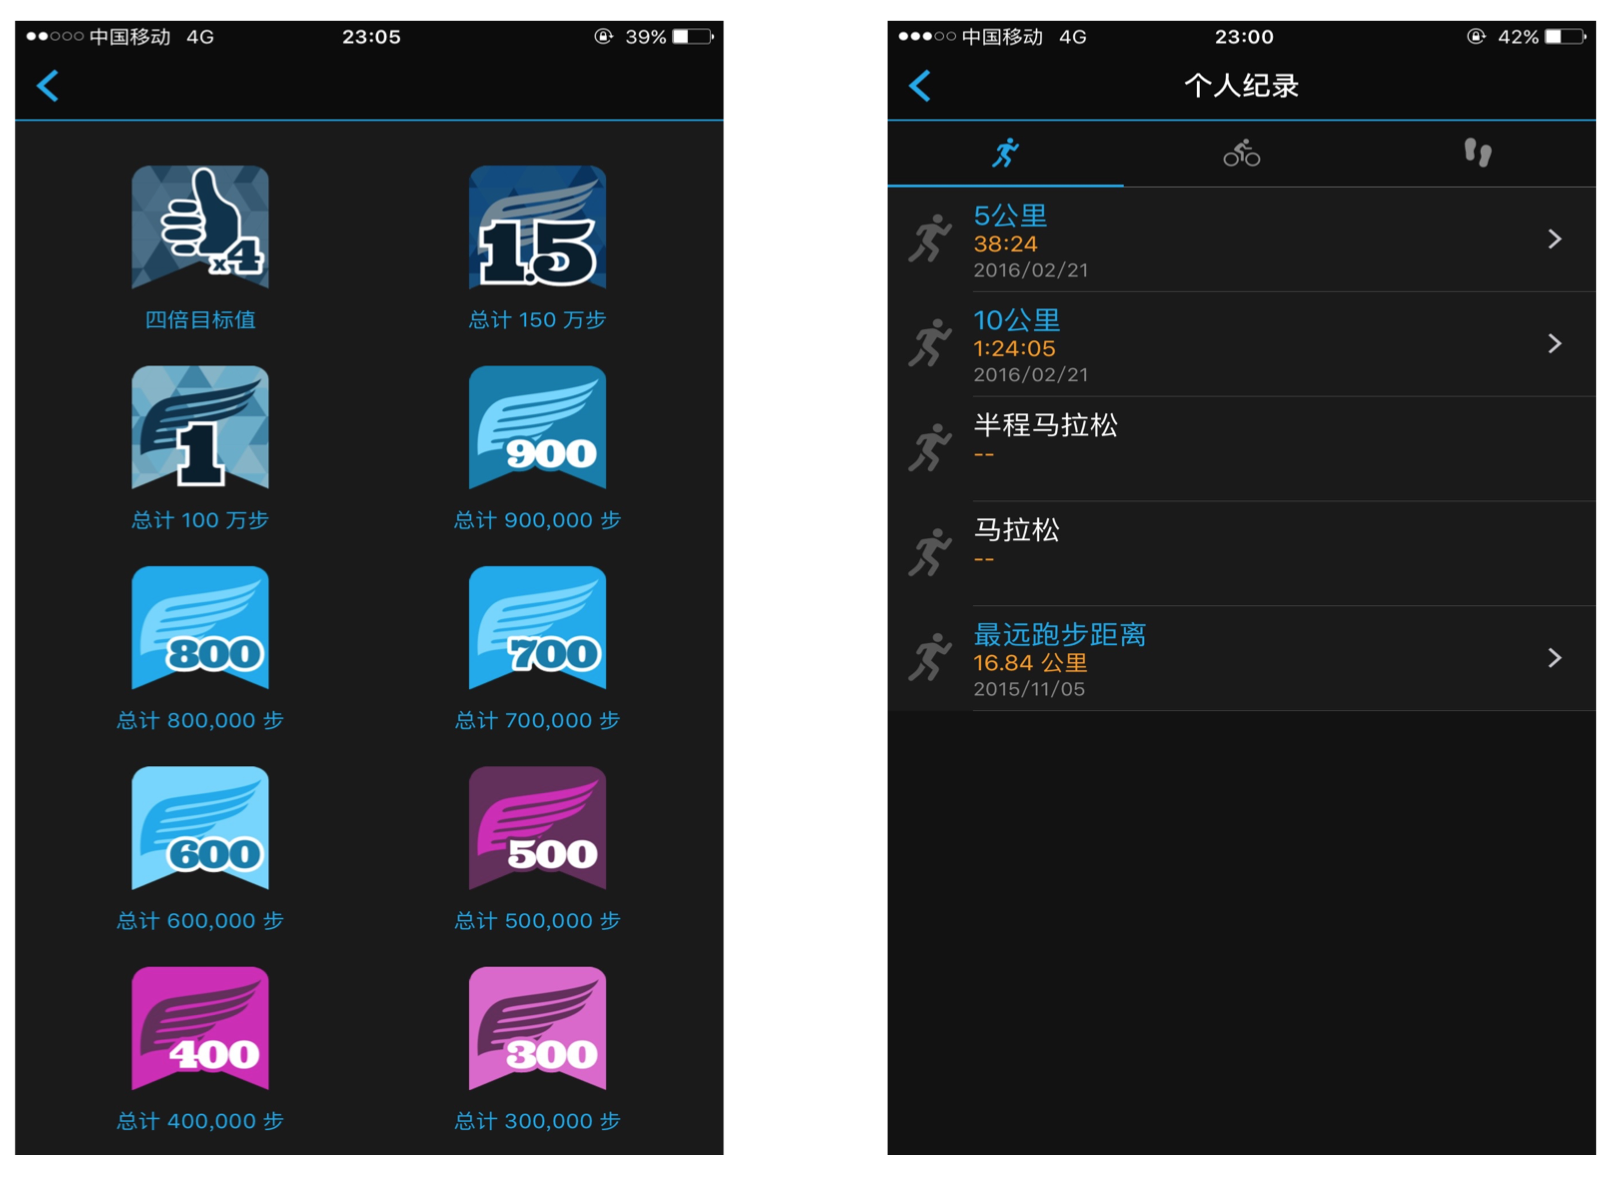 中国移动 4G 23:05 39%
x4 1.5
四倍目标值 总计 150 万步
1 900
总计 100 万步 总计 900,000 步
800 700
总计 800,000 步 总计 700,000 步
600 500
总计 600,000 步 总计 500,000 步
400 300
总计 400,000 步 总计 300,000 步
中国移动 4G 23:00 42%
个人纪录
5公里
38:24
2016/02/21
10公里
1:24:05
2016/02/21
半程马拉松
--
马拉松
--
最远跑步距离
16.84 公里
2015/11/05